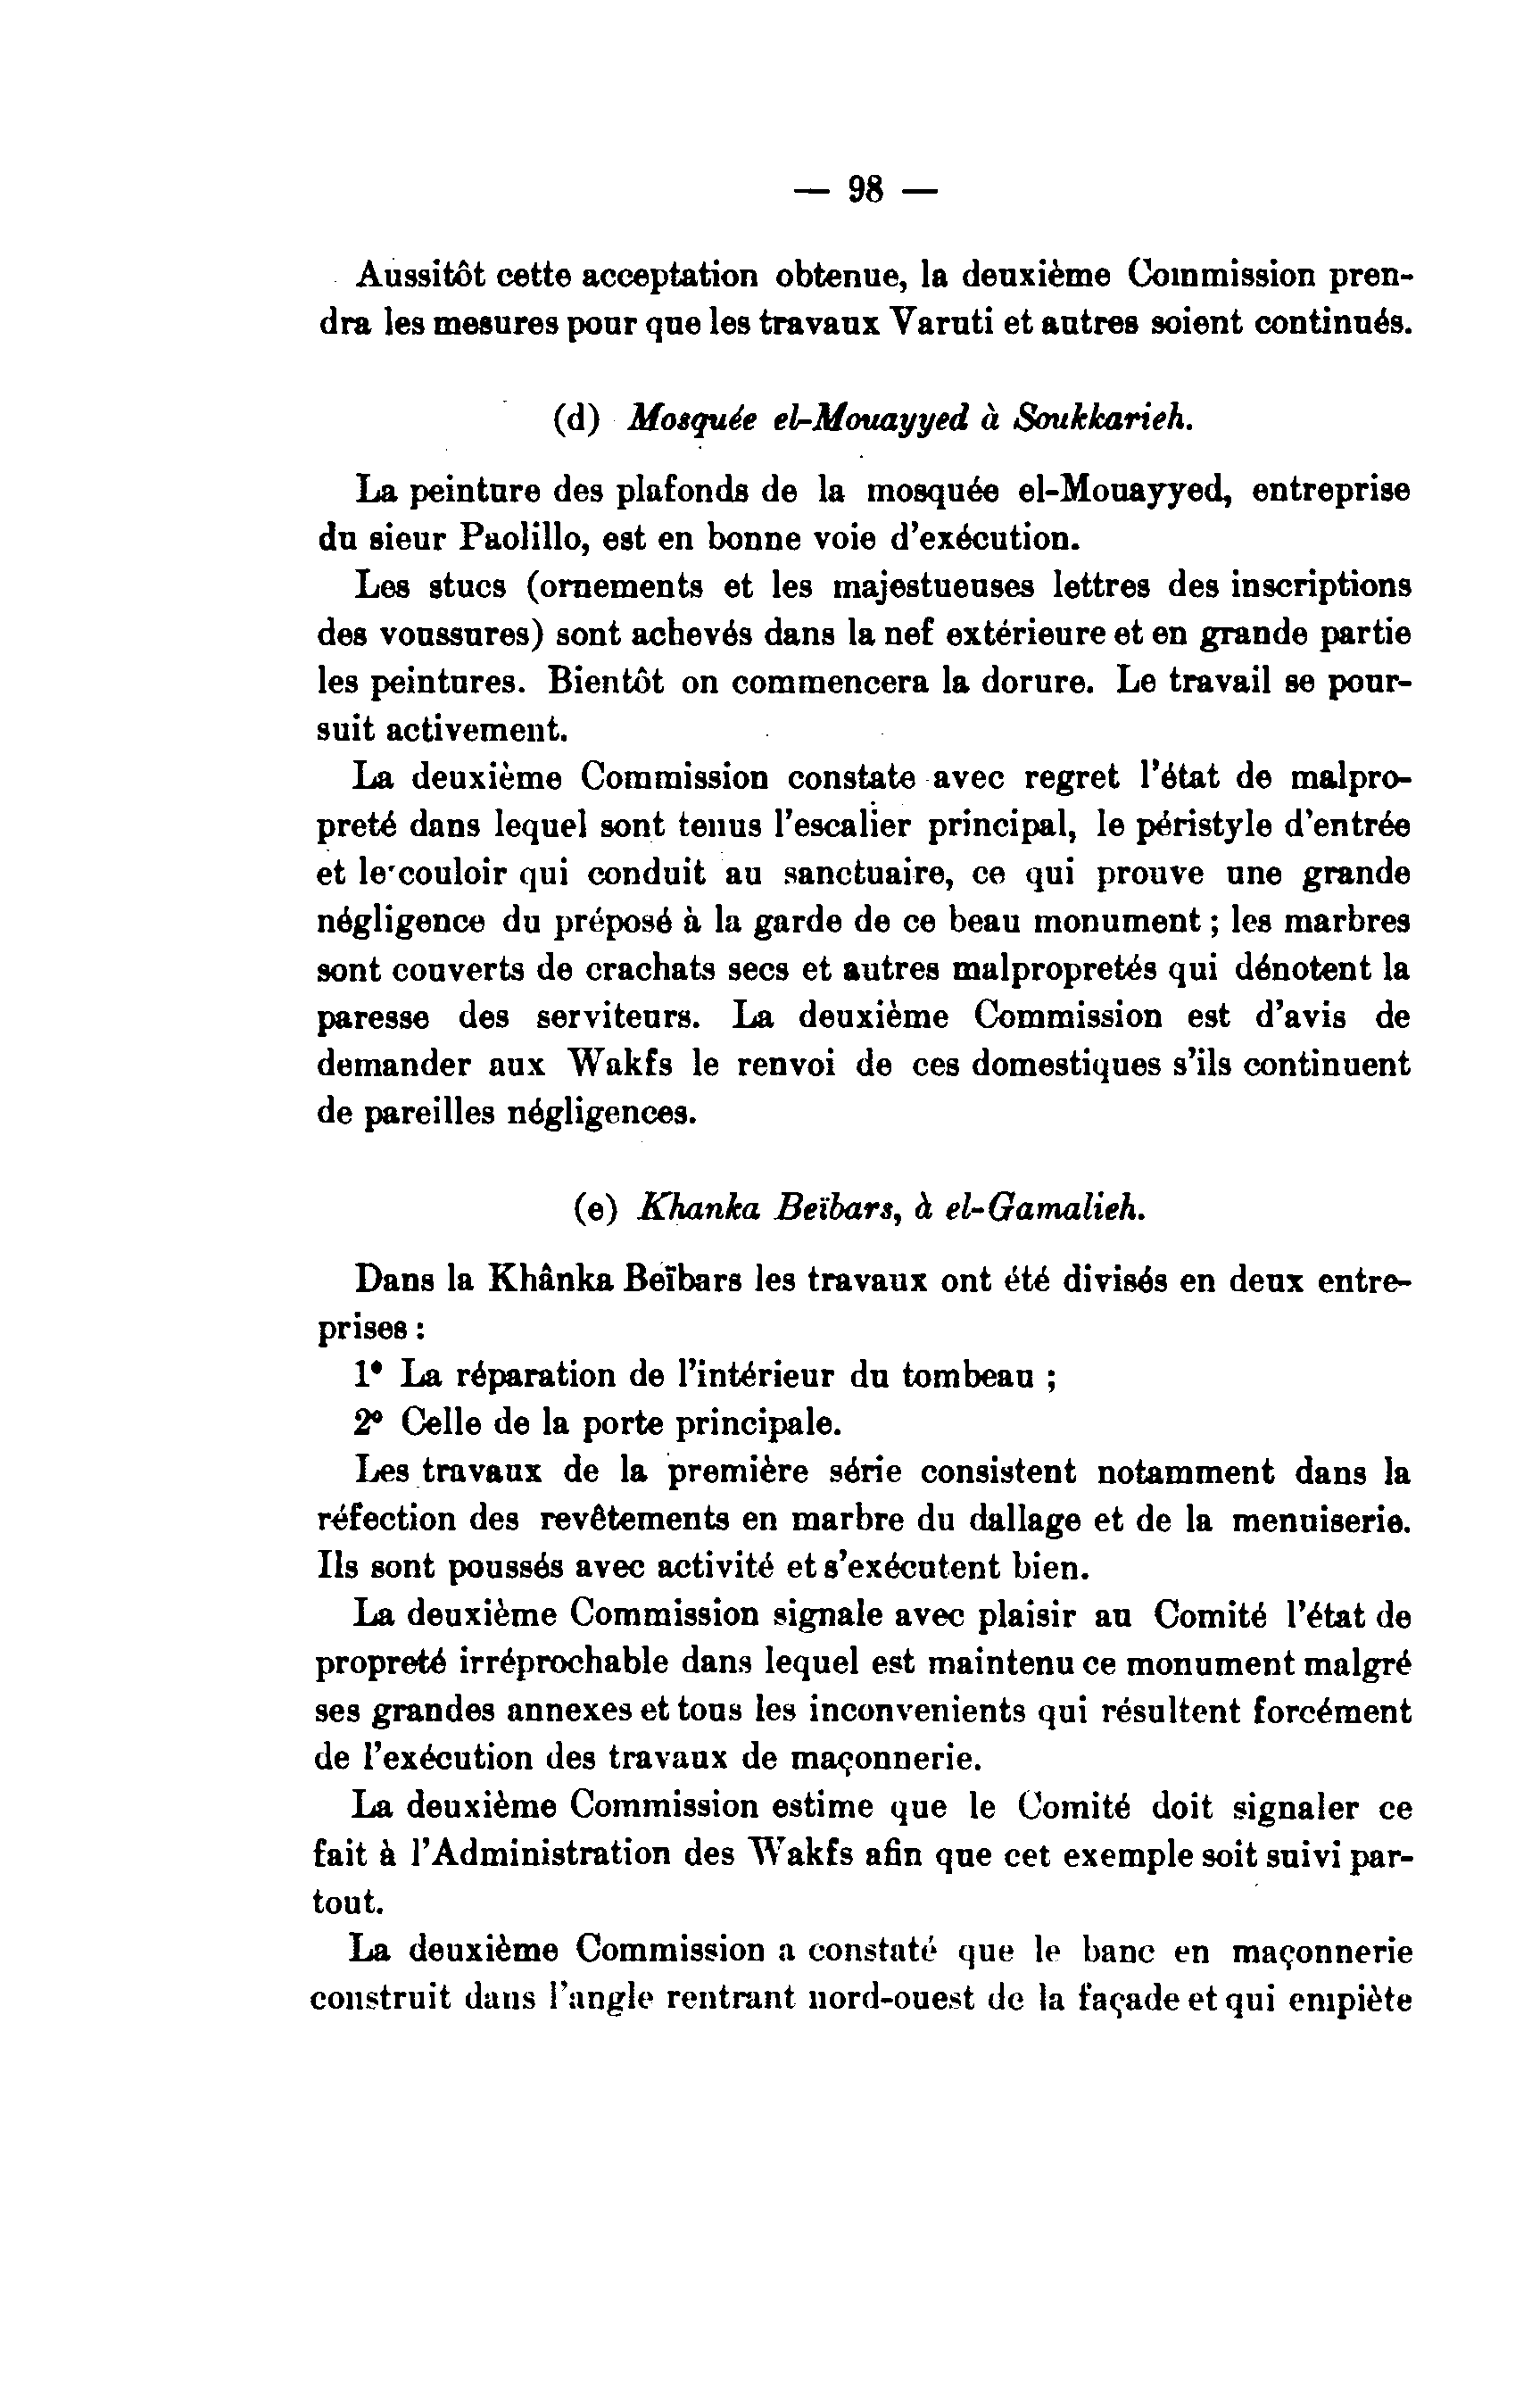 — 98 —
Aussitôt cette acceptation obtenue, la deuxième Commission pren-
dra les mesures pour que les travaux Varuti et autres soient continués.
(d) Mosquée el-Mouayyed à Soukkarieh.
La peinture des plafonds de la mosquée el-Mouayyed, entreprise
du sieur Paolillo, est en bonne voie d'exécution.
Les stucs (ornements et les majestueuses lettres des inscriptions
des voussures) sont achevés dans la nef extérieure et en grande partie
les peintures. Bientôt on commencera la dorure. Le travail se pour-
suit activement.
La deuxième Commission constate avec regret l'état de malpro-
preté dans lequel sont tenus l'escalier principal, le péristyle d'entrée
et le couloir qui conduit au sanctuaire, ce qui prouve une grande
négligence du préposé à la garde de ce beau monument ; les marbres
sont couverts de crachats secs et autres malpropretés qui dénotent la
paresse des serviteurs. La deuxième Commission est d'avis de
demander aux Wakfs le renvoi de ces domestiques s'ils continuent
de pareilles négligences.
(e) Khanka Beïbars, à el-Gamalieh.
Dans la Khânka Beïbars les travaux ont été divisés en deux entre-
prises :
1° La réparation de l'intérieur du tombeau ;
2° Celle de la porte principale.
Les travaux de la première série consistent notamment dans la
réfection des revêtements en marbre du dallage et de la menuiserie.
Ils sont poussés avec activité et s'exécutent bien.
La deuxième Commission signale avec plaisir au Comité l'état de
propreté irréprochable dans lequel est maintenu ce monument malgré
ses grandes annexes et tous les inconvenients qui résultent forcément
de l'exécution des travaux de maçonnerie.
La deuxième Commission estime que le Comité doit signaler ce
fait à l'Administration des Wakfs afin que cet exemple soit suivi par-
tout.
La deuxième Commission a constaté que le banc en maçonnerie
construit dans l'angle rentrant nord-ouest de la façade et qui empiète